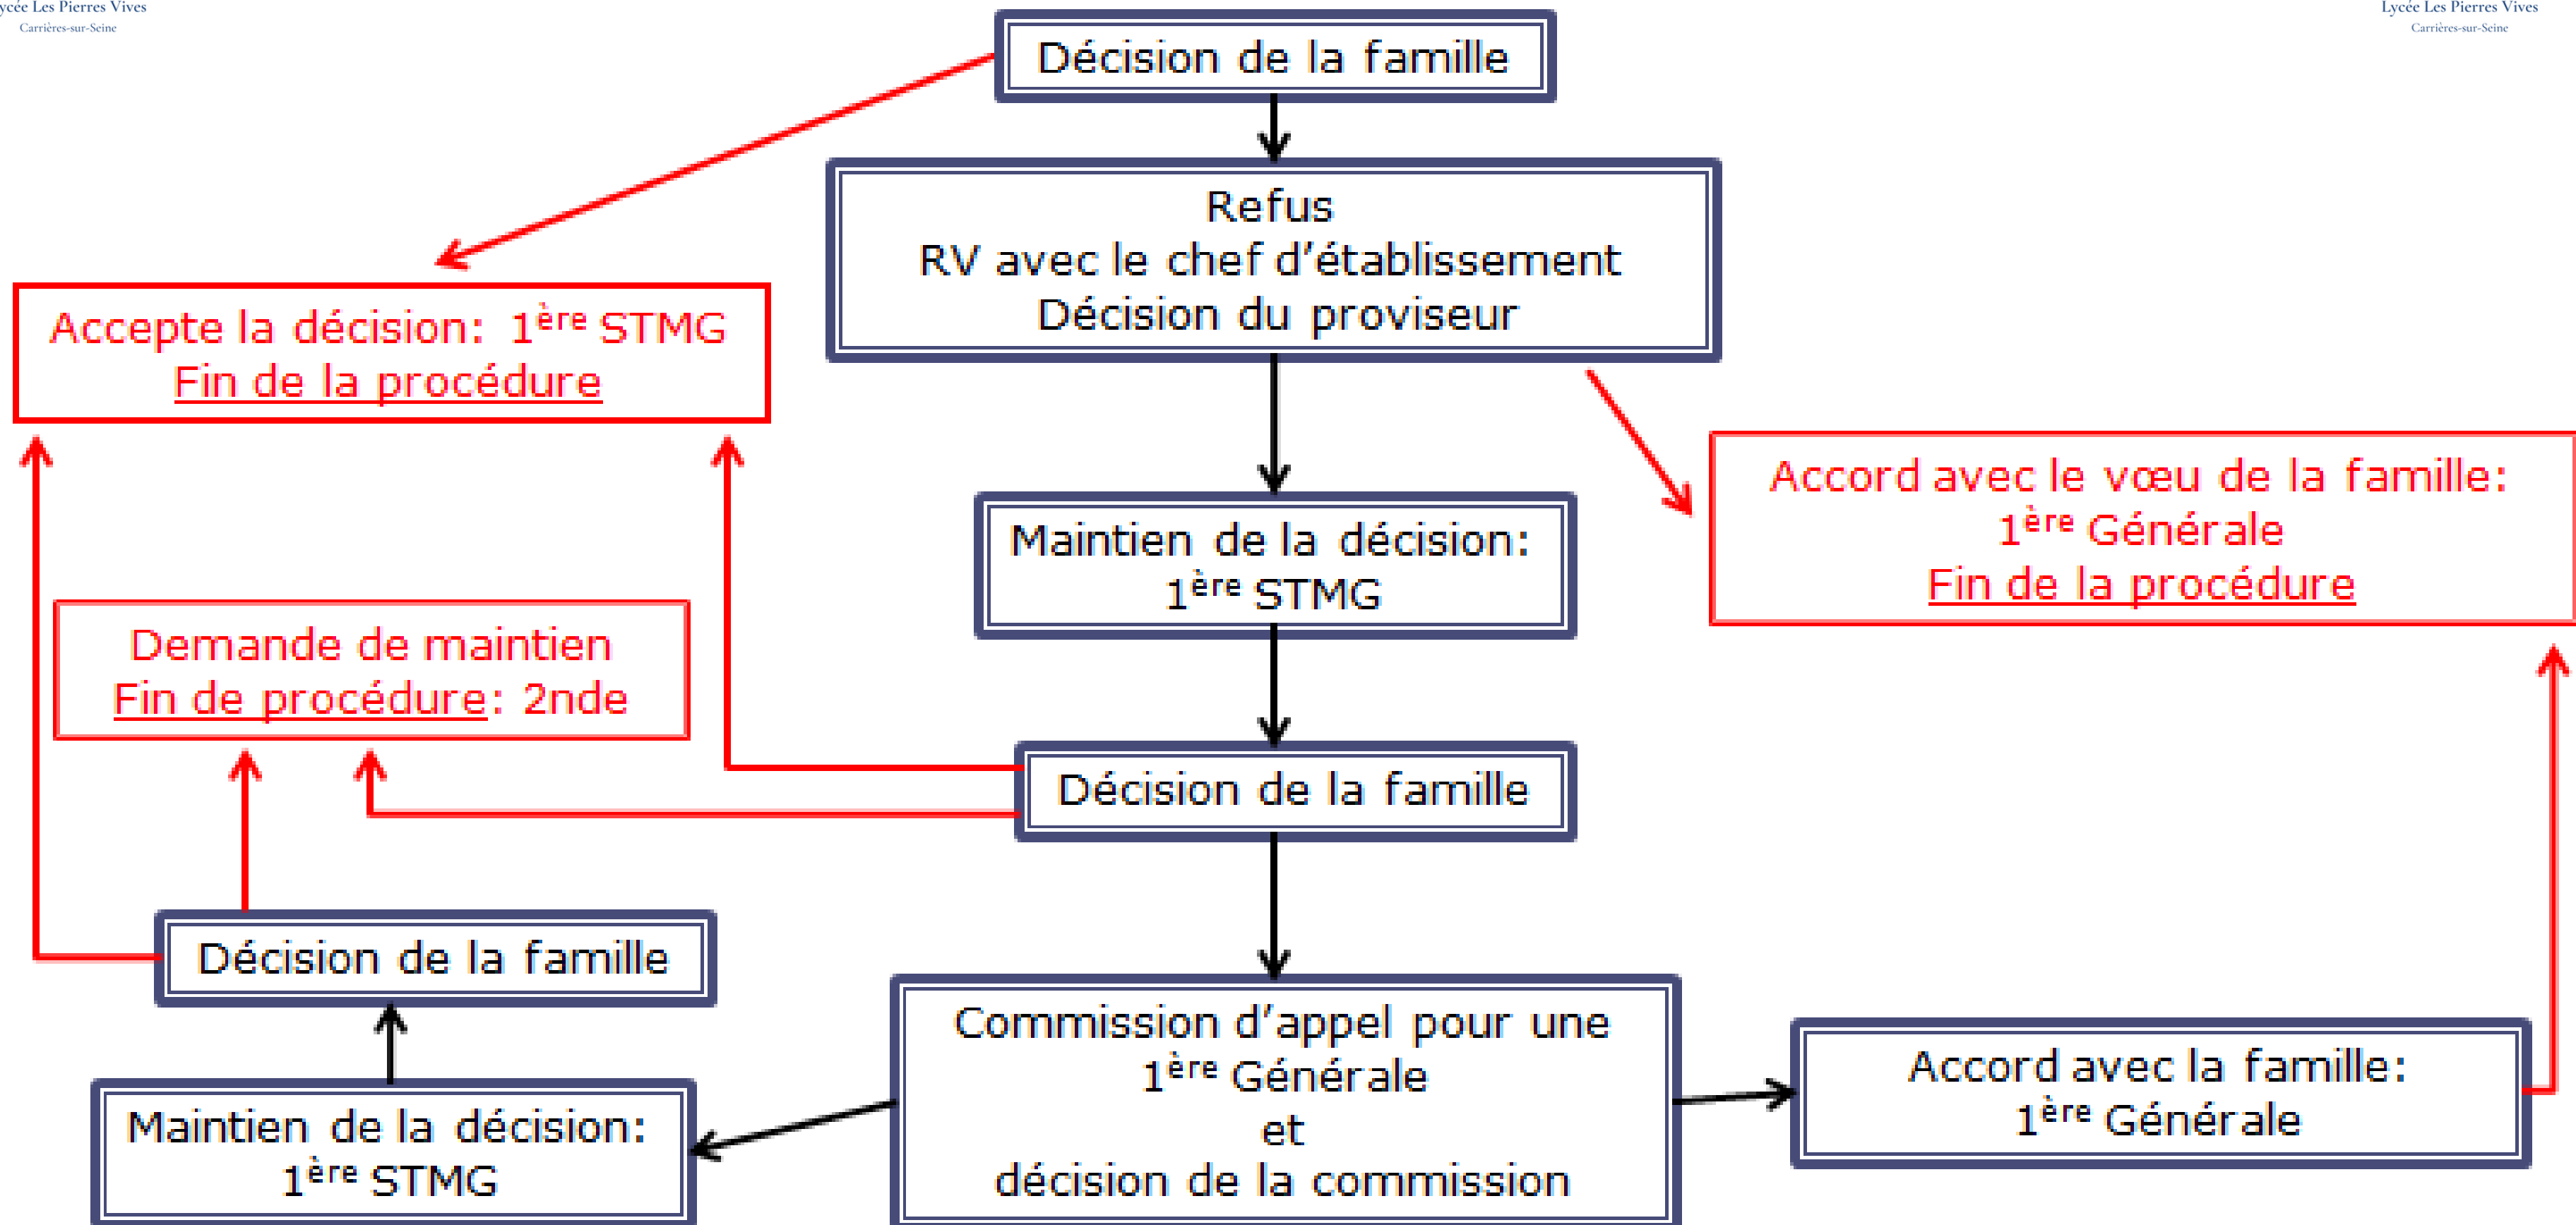 Lycée Les Pierres Vives
Carrières-sur-Seine
Lycée Les Pierres Vives
Carrières-sur-Seine
Décision de la famille
Refus
RV avec le chef d’établissement
Décision du proviseur
Accepte la décision: 1ère STMG
Fin de la procédure
Accord avec le vœu de la famille:
1ère Générale
Fin de la procédure
Maintien de la décision:
1ère STMG
Demande de maintien
Fin de procédure: 2nde
Décision de la famille
Décision de la famille
Commission d’appel pour une
1ère Générale
et
décision de la commission
Accord avec la famille:
1ère Générale
Maintien de la décision:
1ère STMG